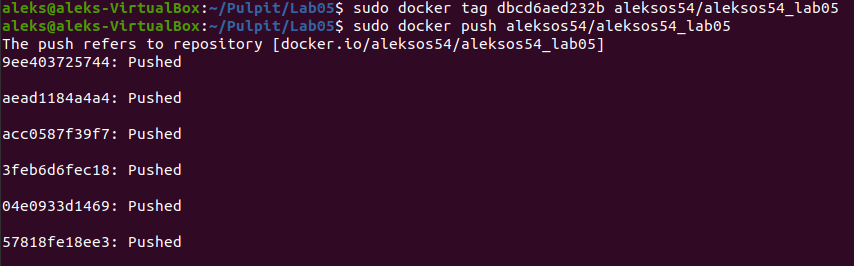 aleks@aleks-VirtualBox:~/Pulpit/Lab05$ sudo docker tag dbcd6aed232b aleksos54/aleksos54_lab05
aleks@aleks-VirtualBox:~/Pulpit/Lab05$ sudo docker push aleksos54/aleksos54_lab05
The push refers to repository [docker.io/aleksos54/aleksos54_lab05]
9ee403725744: Pushed
aead1184a4a4: Pushed
acc0587f39f7: Pushed
3feb6d6fec18: Pushed
04e0933d1469: Pushed
57818fe18ee3: Pushed